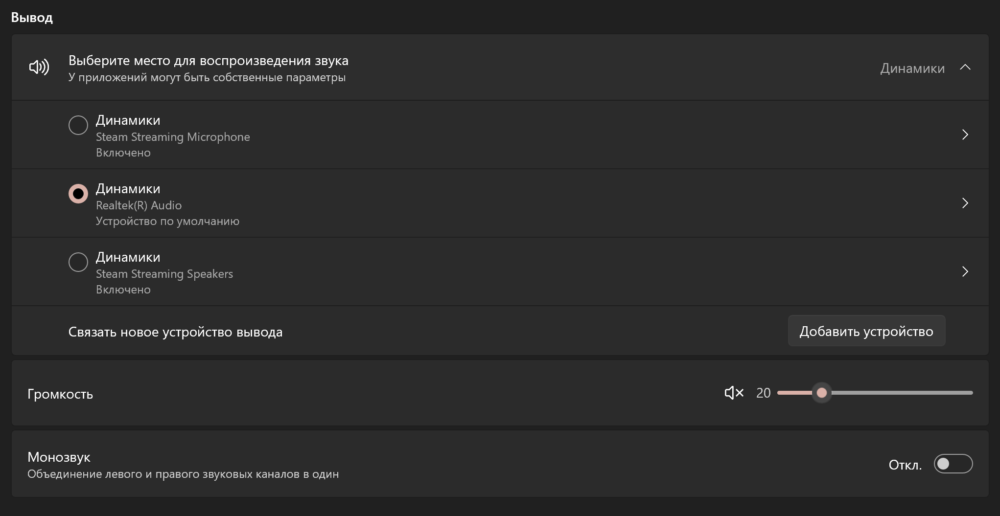 Вывод
Выберите место для воспроизведения звука
У приложений могут быть собственные параметры
Динамики
Динамики
Steam Streaming Microphone
Включено
Динамики
Realtek(R) Audio
Устройство по умолчанию
Динамики
Steam Streaming Speakers
Включено
Связать новое устройство вывода
Добавить устройство
Громкость
20
Монозвук
Объединение левого и правого звуковых каналов в один
Откл.